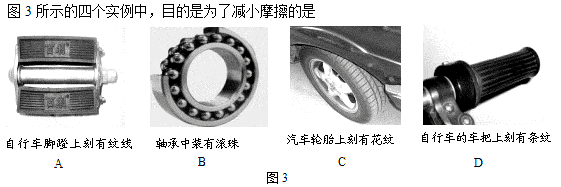 图3所示的四个实例中，目的是为了减小摩擦的是
自行车脚蹬上刻有纹线
轴承中装有滚珠
汽车轮胎上刻有花纹
自行车的车把上刻有条纹
A
B
C
D
图3